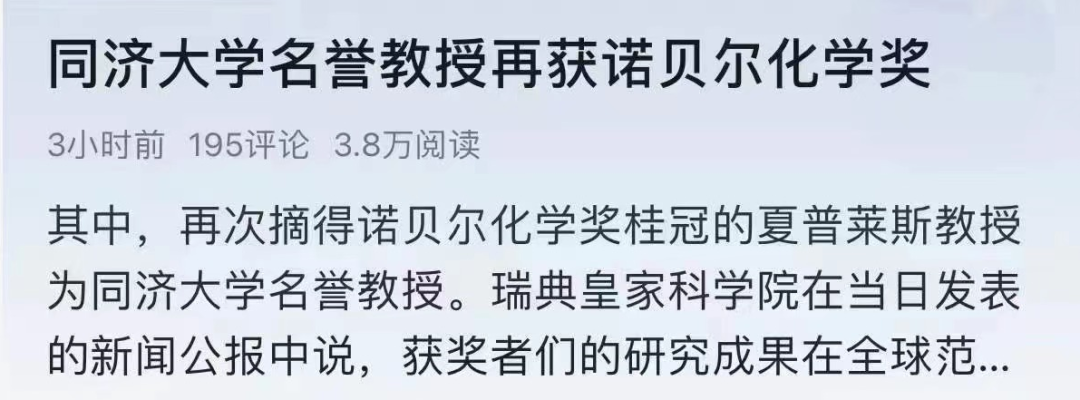 同济大学名誉教授再获诺贝尔化学奖
3小时前 195评论 3.8万阅读
其中，再次摘得诺贝尔化学奖桂冠的夏普莱斯教授
为同济大学名誉教授。瑞典皇家科学院在当日发表
的新闻公报中说，获奖者们的研究成果在全球范...